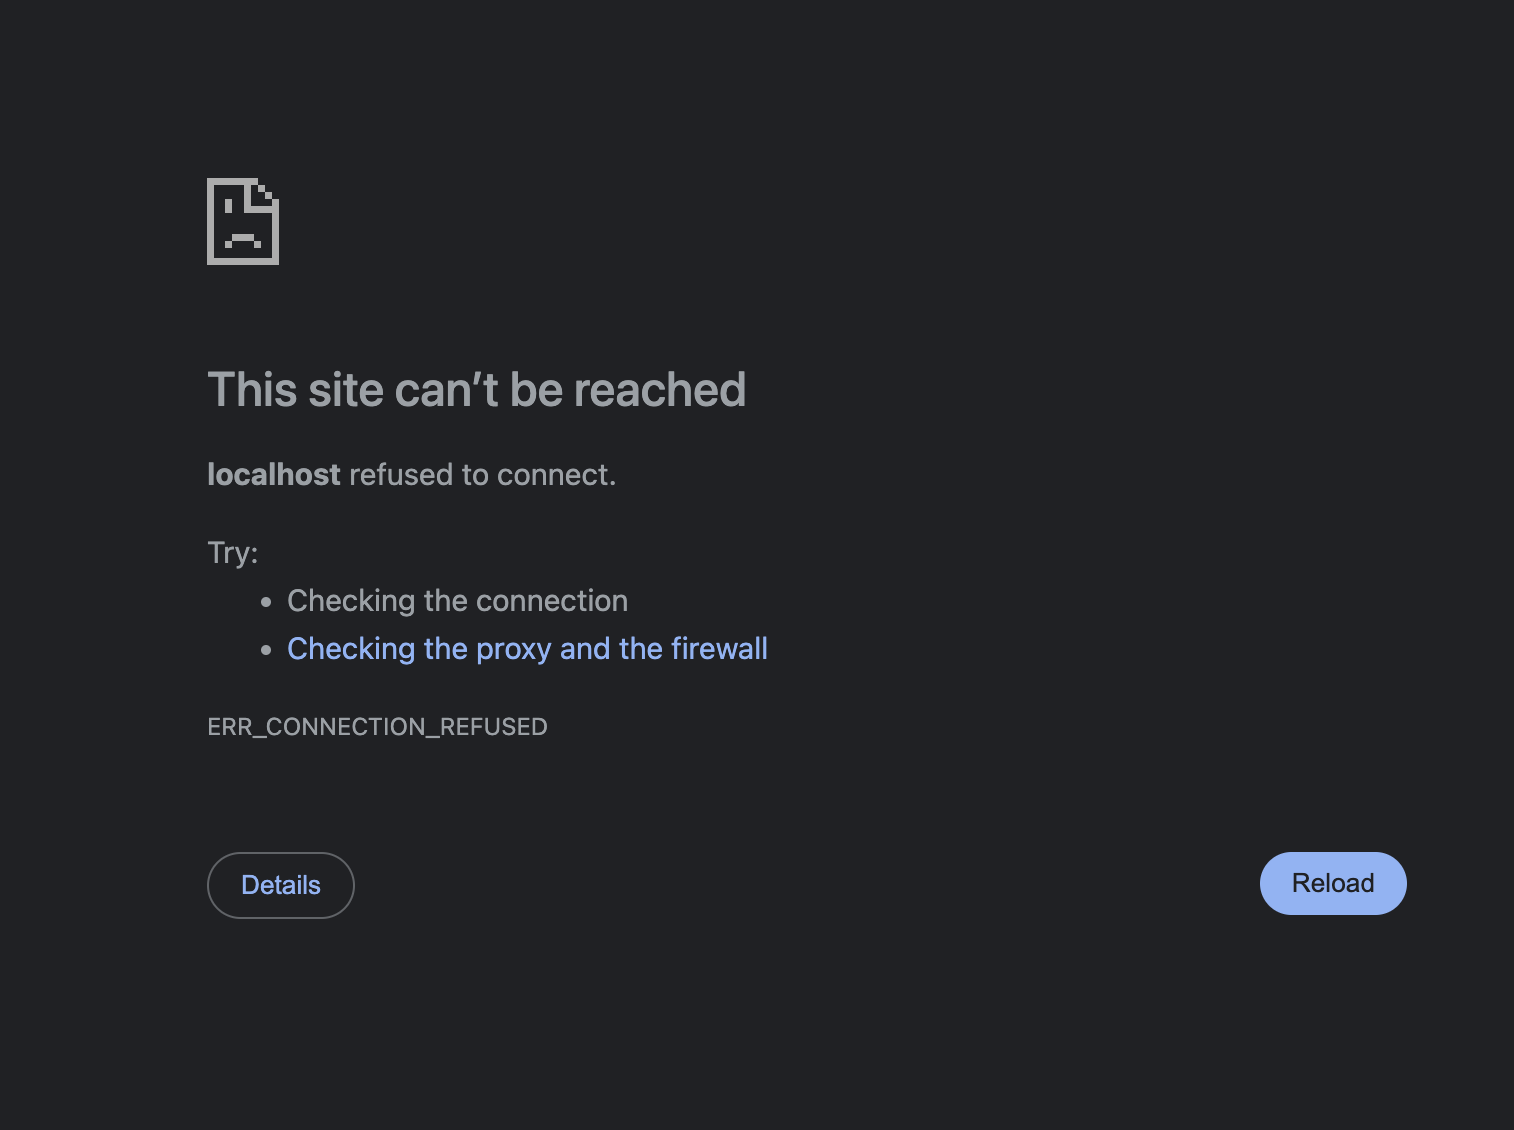 This site can’t be reached
localhost refused to connect.
Try:
• Checking the connection
• Checking the proxy and the firewall
ERR_CONNECTION_REFUSED
Details
Reload